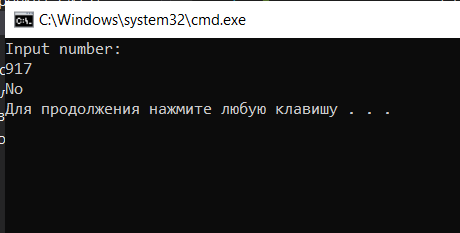 C:\Windows\system32\cmd.exe
Input number:
917
No
Для продолжения нажмите любую клавишу . . .